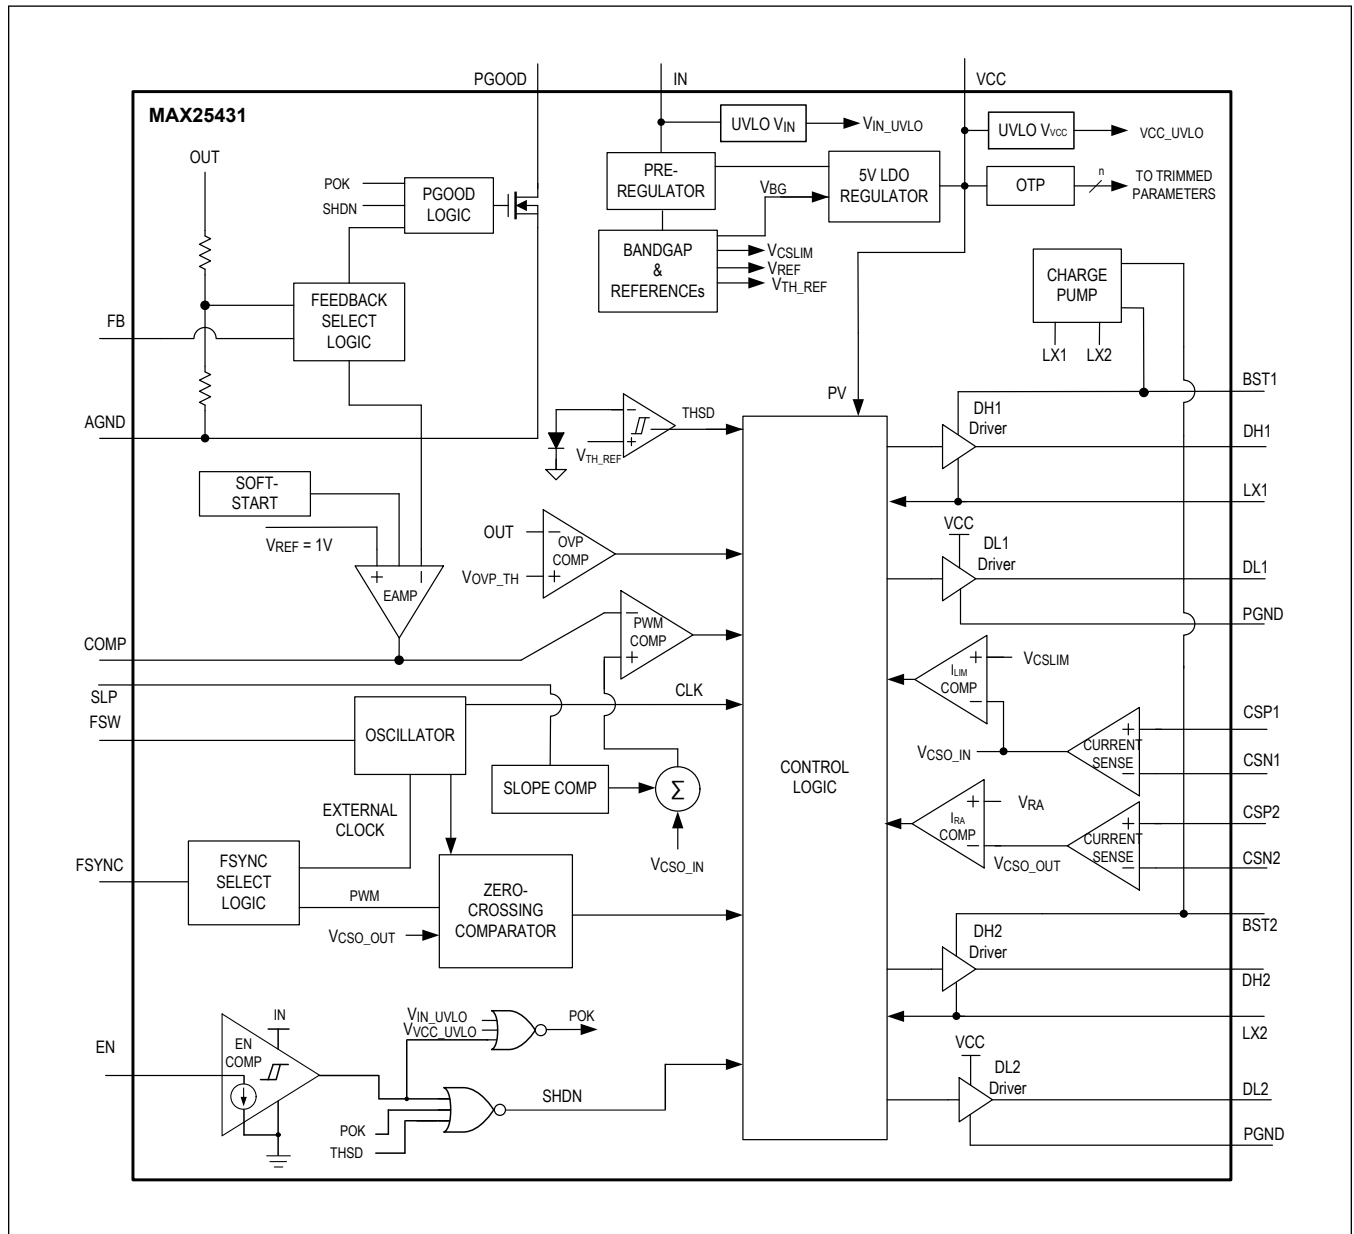 PGOOD
IN
VCC
MAX25431
OUT
POK
SHDN
PGOOD
LOGIC
UVLO VIN
VIN_UVLO
UVLO VVCC
VCC_UVLO
PRE-
REGULATOR
VBG
5V LDO
REGULATOR
OTP
n
TO TRIMMED
PARAMETERS
BANDGAP
&
REFERENCEs
VCSLIM
VREF
VTH_REF
CHARGE
PUMP
LX1
LX2
FEEDBACK
SELECT
LOGIC
FB
AGND
SOFT-
START
VREF = 1V
+
−
EAMP
−
+
VTH_REF
THSD
PV
OUT
−
OVP
COMP
VOVP_TH
+
−
PWM
COMP
+
COMP
SLP
FSW
OSCILLATOR
CLK
SLOPE COMP
Σ
VCSO_IN
EXTERNAL
CLOCK
FSYNC
FSYNC
SELECT
LOGIC
PWM
VCSO_OUT
ZERO-
CROSSING
COMPARATOR
CONTROL
LOGIC
DH1
Driver
BST1
DH1
LX1
VCC
DL1
Driver
DL1
PGND
+
ILIM
COMP
−
VCSLIM
VCSO_IN
+
CURRENT
SENSE
−
CSP1
CSN1
+
IRA
COMP
−
VRA
VCSO_OUT
+
CURRENT
SENSE
−
CSP2
CSN2
DH2
Driver
BST2
DH2
LX2
VCC
DL2
Driver
DL2
PGND
EN
IN
EN
COMP
VIN_UVLO
VVCC_UVLO
POK
POK
THSD
SHDN